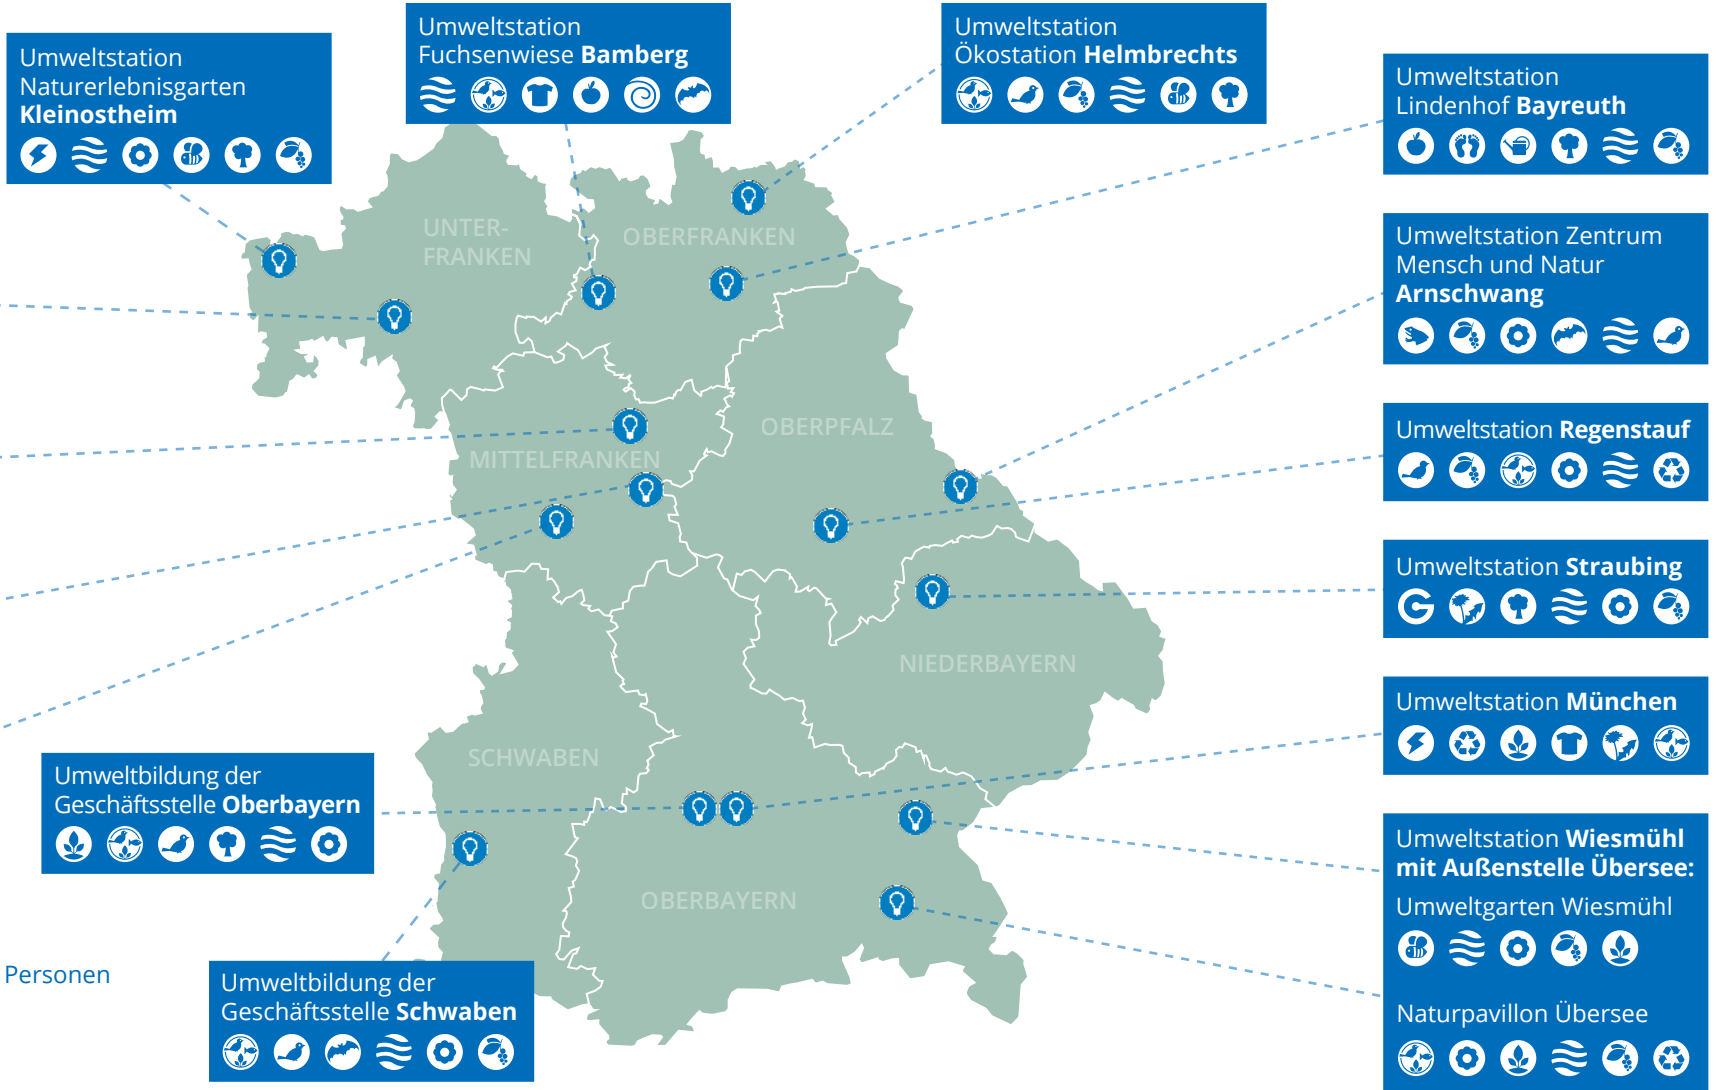 Umweltstation
Naturerlebnisgarten
Kleinostheim
Umweltstation
Fuchsenwiese Bamberg
Umweltstation
Ökostation Helmbrechts
Umweltstation
Lindenhof Bayreuth
Umweltstation Zentrum
Mensch und Natur
Arnschwang
Umweltstation Regenstauf
Umweltstation Straubing
Umweltstation München
Umweltstation Wiesmühl
mit Außenstelle Übersee:
Umweltgarten Wiesmühl
Naturpavillon Übersee
UNTER-
FRANKEN
OBERFRANKEN
OBERPFALZ
MITTELFRANKEN
NIEDERBAYERN
SCHWABEN
OBERBAYERN
Umweltbildung der
Geschäftsstelle Oberbayern
Personen
Umweltbildung der
Geschäftsstelle Schwaben